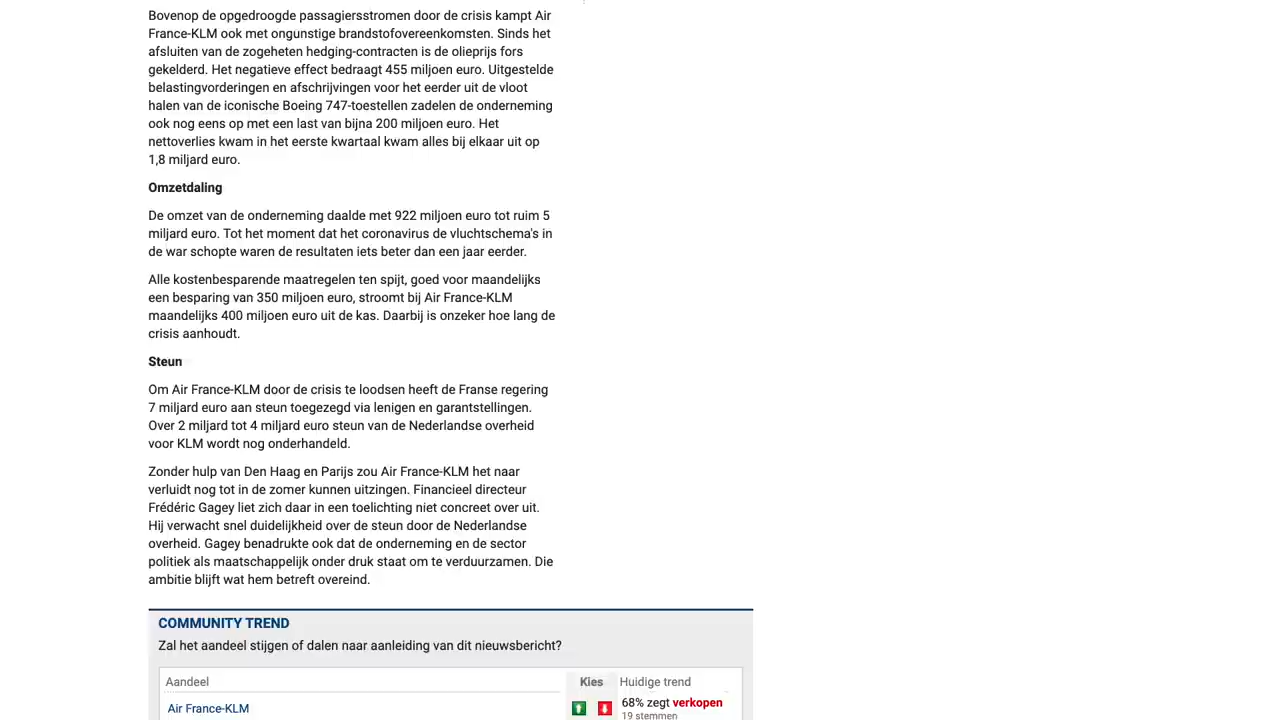 Bovenop de opgedroogde passagiersstromen door de crisis kampt Air
France-KLM ook met ongunstige brandstofovereenkomsten. Sinds het
afsluiten van de zogeheten hedging-contracten is de olieprijs fors
gekelderd. Het negatieve effect bedraagt 455 miljoen euro. Uitgestelde
belastingvorderingen en afschrijvingen voor het eerder uit de vloot
halen van de iconische Boeing 747-toestellen zadelen de onderneming
ook nog eens op met een last van bijna 200 miljoen euro. Het
nettoverlies kwam in het eerste kwartaal kwam alles bij elkaar uit op
1,8 miljard euro.
Omzetdaling
De omzet van de onderneming daalde met 922 miljoen euro tot ruim 5
miljard euro. Tot het moment dat het coronavirus de vluchtschema's in
de war schopte waren de resultaten iets beter dan een jaar eerder.
Alle kostenbesparende maatregelen ten spijt, goed voor maandelijks
een besparing van 350 miljoen euro, stroomt bij Air France-KLM
maandelijks 400 miljoen euro uit de kas. Daarbij is onzeker hoe lang de
crisis aanhoudt.
Steun
Om Air France-KLM door de crisis te loodsen heeft de Franse regering
7 miljard euro aan steun toegezegd via lenigen en garantstellingen.
Over 2 miljard tot 4 miljard euro steun van de Nederlandse overheid
voor KLM wordt nog onderhandeld.
Zonder hulp van Den Haag en Parijs zou Air France-KLM het naar
verluidt nog tot in de zomer kunnen uitzingen. Financieel directeur
Frédéric Gagey liet zich daar in een toelichting niet concreet over uit.
Hij verwacht snel duidelijkheid over de steun door de Nederlandse
overheid. Gagey benadrukte ook dat de onderneming en de sector
politiek als maatschappelijk onder druk staat om te verduurzamen. Die
ambitie blijft wat hem betreft overeind.
COMMUNITY TREND
Zal het aandeel stijgen of dalen naar aanleiding van dit nieuwsbericht?
Aandeel Kies Huidige trend
Air France-KLM 68% zegt verkopen
19 stemmen